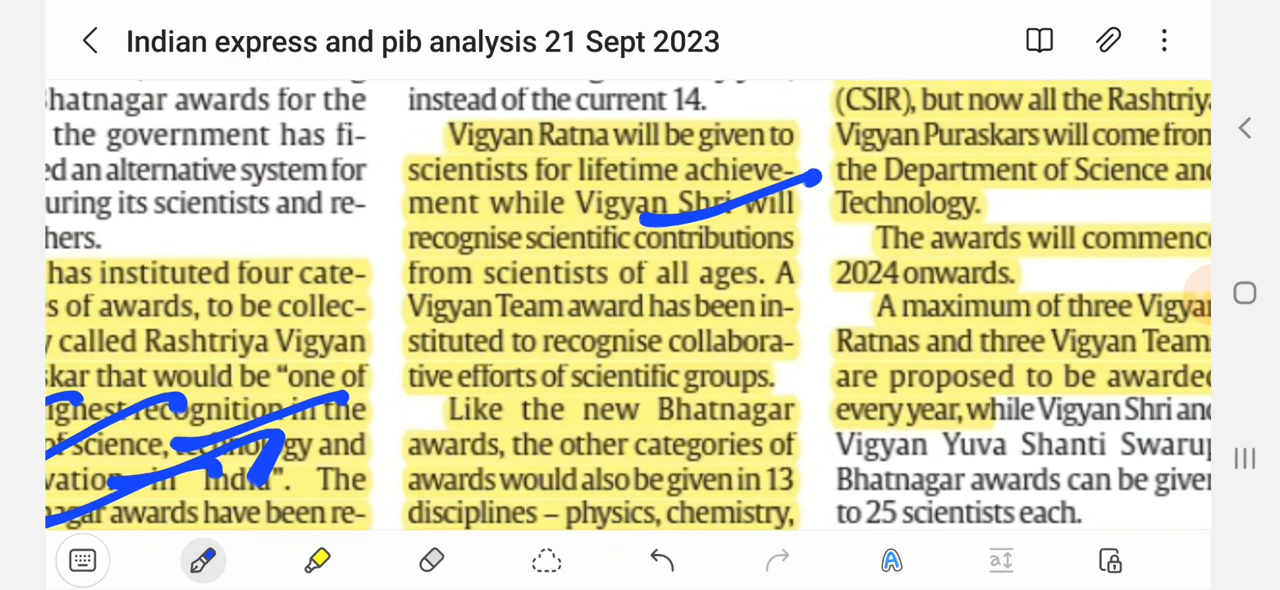 Indian express and pib analysis 21 Sept 2023
hatnagar awards for the
the government has fi-
ed an alternative system for
uring its scientists and re-
hers.
has instituted four cate-
s of awards, to be collec-
y called Rashtriya Vigyan
kar that would be “one of
ighest recognition in the
of science, technology and
vation in India”. The
nagar awards have been re-
instead of the current 14.
Vigyan Ratna will be given to
scientists for lifetime achieve-
ment while Vigyan Shri will
recognise scientific contributions
from scientists of all ages. A
Vigyan Team award has been in-
stituted to recognise collabora-
tive efforts of scientific groups.
Like the new Bhatnagar
awards, the other categories of
awards would also be given in 13
disciplines – physics, chemistry,
(CSIR), but now all the Rashtriya
Vigyan Puraskars will come from
the Department of Science and
Technology.
The awards will commence
2024 onwards.
A maximum of three Vigyan
Ratnas and three Vigyan Team
are proposed to be awarded
every year, while Vigyan Shri and
Vigyan Yuva Shanti Swarup
Bhatnagar awards can be given
to 25 scientists each.